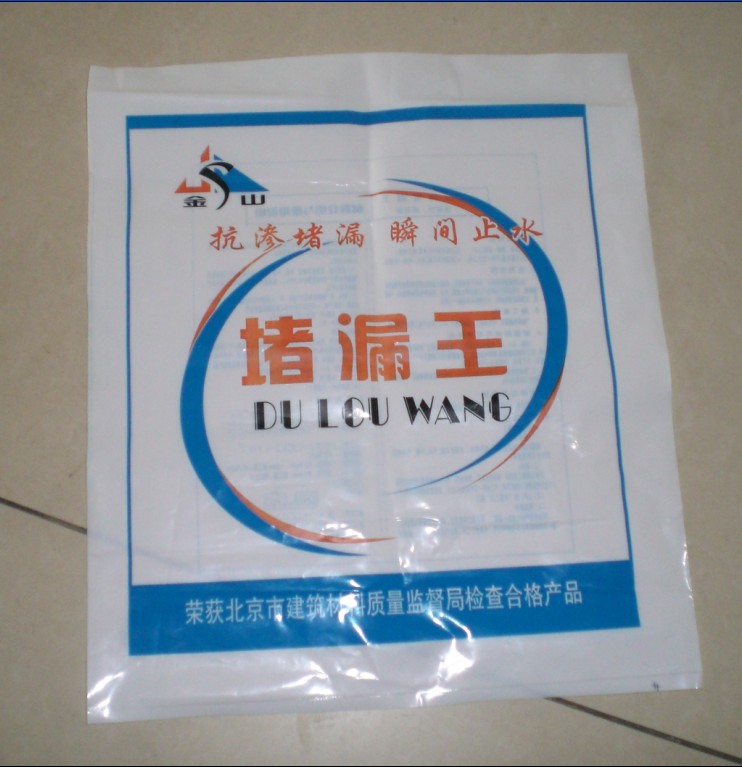 金山
抗渗堵漏 瞬间止水
堵漏王
DU LOU WANG
荣获北京市建筑材料质量监督局检查合格产品